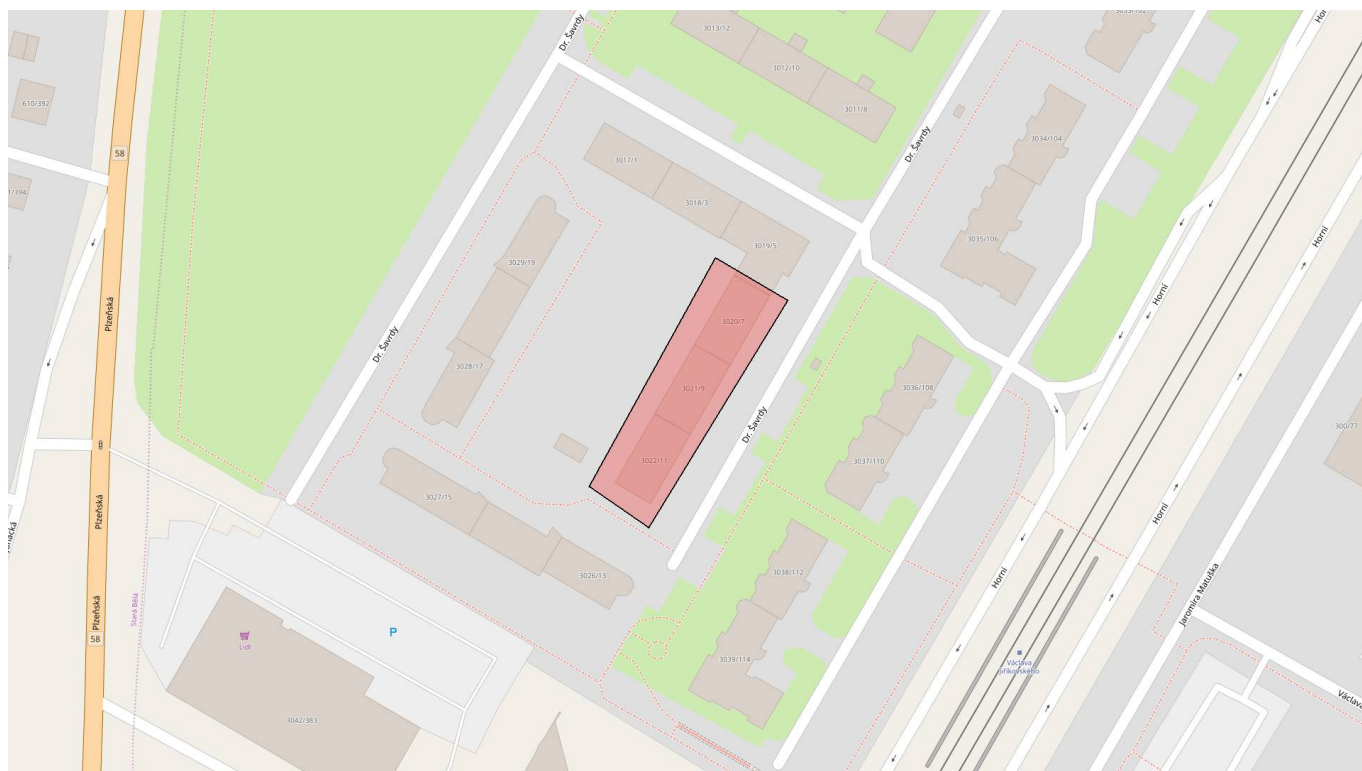 Dr. Šavrdy
3013/12
3012/10
3011/8
610/392
58
Dr. Šavrdy
3034/104
3017/1
3018/3
3019/5
3035/106
3029/19
Horní
Horní
Plzeňská
3020/7
Dr. Šavrdy
3028/17
3021/9
3036/108
Dr. Šavrdy
300/77
3022/11
3037/110
3027/15
Plzeňská
Horní
Horní
3026/13
3038/112
Stará Bělá
Plzeňská
Jaromíra Matuška
P
58
Lidl
3039/114
Václava
Jiříkovského
3042/383